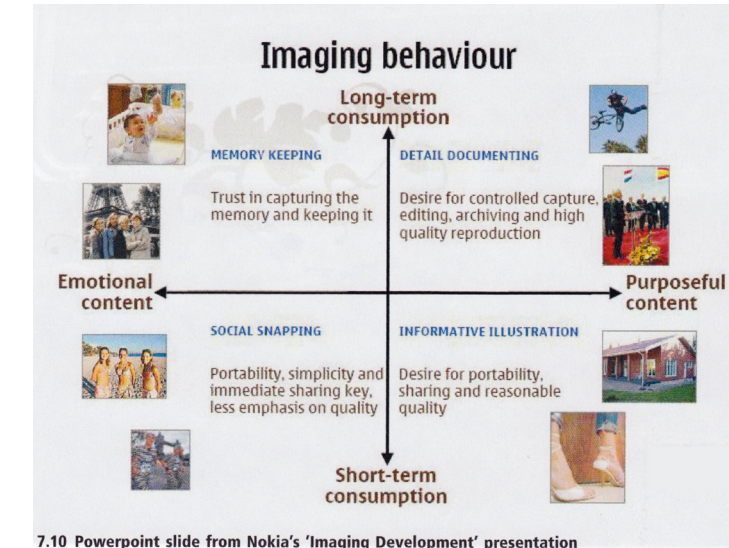 Imaging behaviour
Long-term
consumption
MEMORY KEEPING
Trust in capturing the
memory and keeping it
DETAIL DOCUMENTING
Desire for controlled capture,
editing, archiving and high
quality reproduction
Emotional
content
Purposeful
content
SOCIAL SNAPPING
Portability, simplicity and
immediate sharing key,
less emphasis on quality
INFORMATIVE ILLUSTRATION
Desire for portability,
sharing and reasonable
quality
Short-term
consumption
7.10 Powerpoint slide from Nokia's 'Imaging Development' presentation